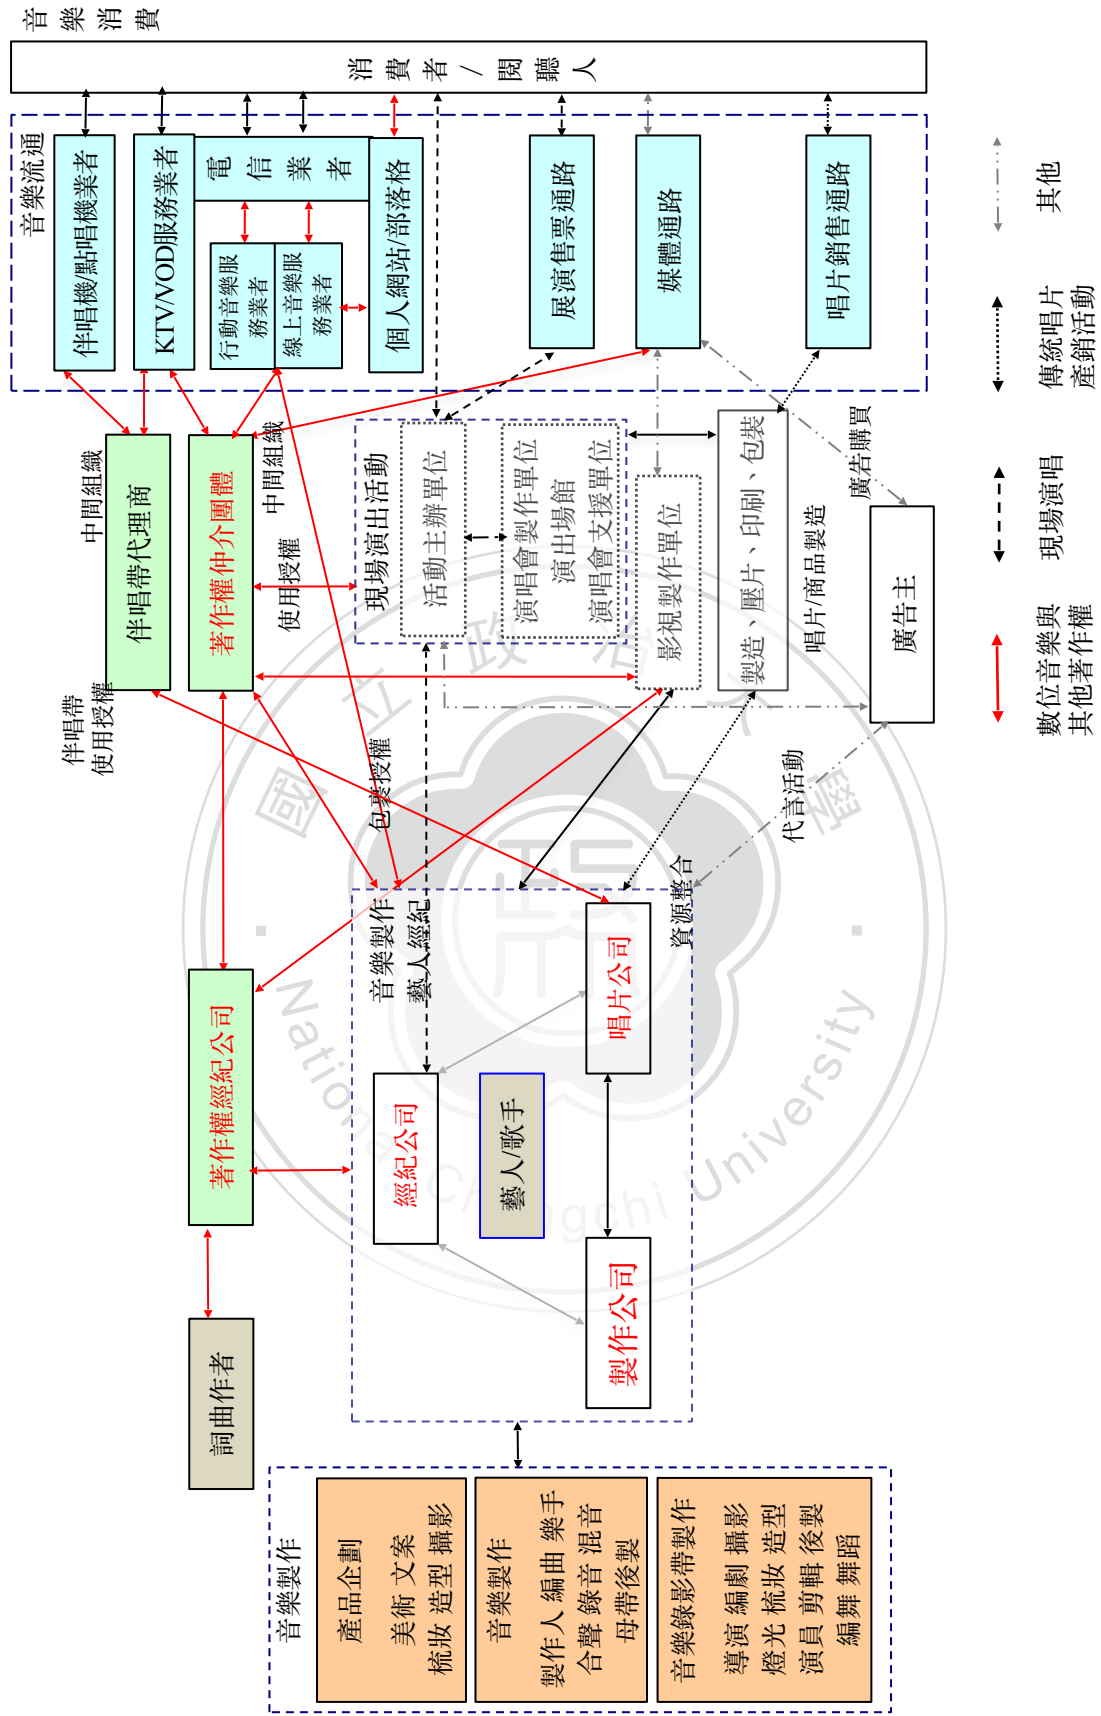 音樂製作
產品企劃
美術 文案
梳妝 造型 攝影
音樂製作
製作人 編曲 樂手
合聲 錄音 混音
母帶後製
音樂錄影帶製作
導演 編劇 攝影
燈光 梳妝 造型
演員 剪輯 後製
編舞 舞蹈
詞曲作者
著作權經紀公司
音樂製作
藝人經紀
經紀公司
藝人/歌手
唱片公司
製作公司
資源整合
包裹授權
代言活動
伴唱帶
使用授權
中間組織
伴唱帶代理商
著作權仲介團體
中間組織
使用授權
現場演出活動
活動主辦單位
演唱會製作單位
演出場館
演唱會支援單位
影視製作單位
製造、壓片、印刷、包裝
唱片/商品製造
廣告購買
廣告主
音樂流通
伴唱機/點唱機業者
KTV/VOD服務業者
電信業者
行動音樂服
務業者
線上音樂服
務業者
個人網站/部落格
展演售票通路
媒體通路
唱片銷售通路
音樂消費
消費者/閱聽人
數位音樂與
其他著作權
現場演唱
傳統唱片
產銷活動
其他
國立政治大學
National Chengchi University